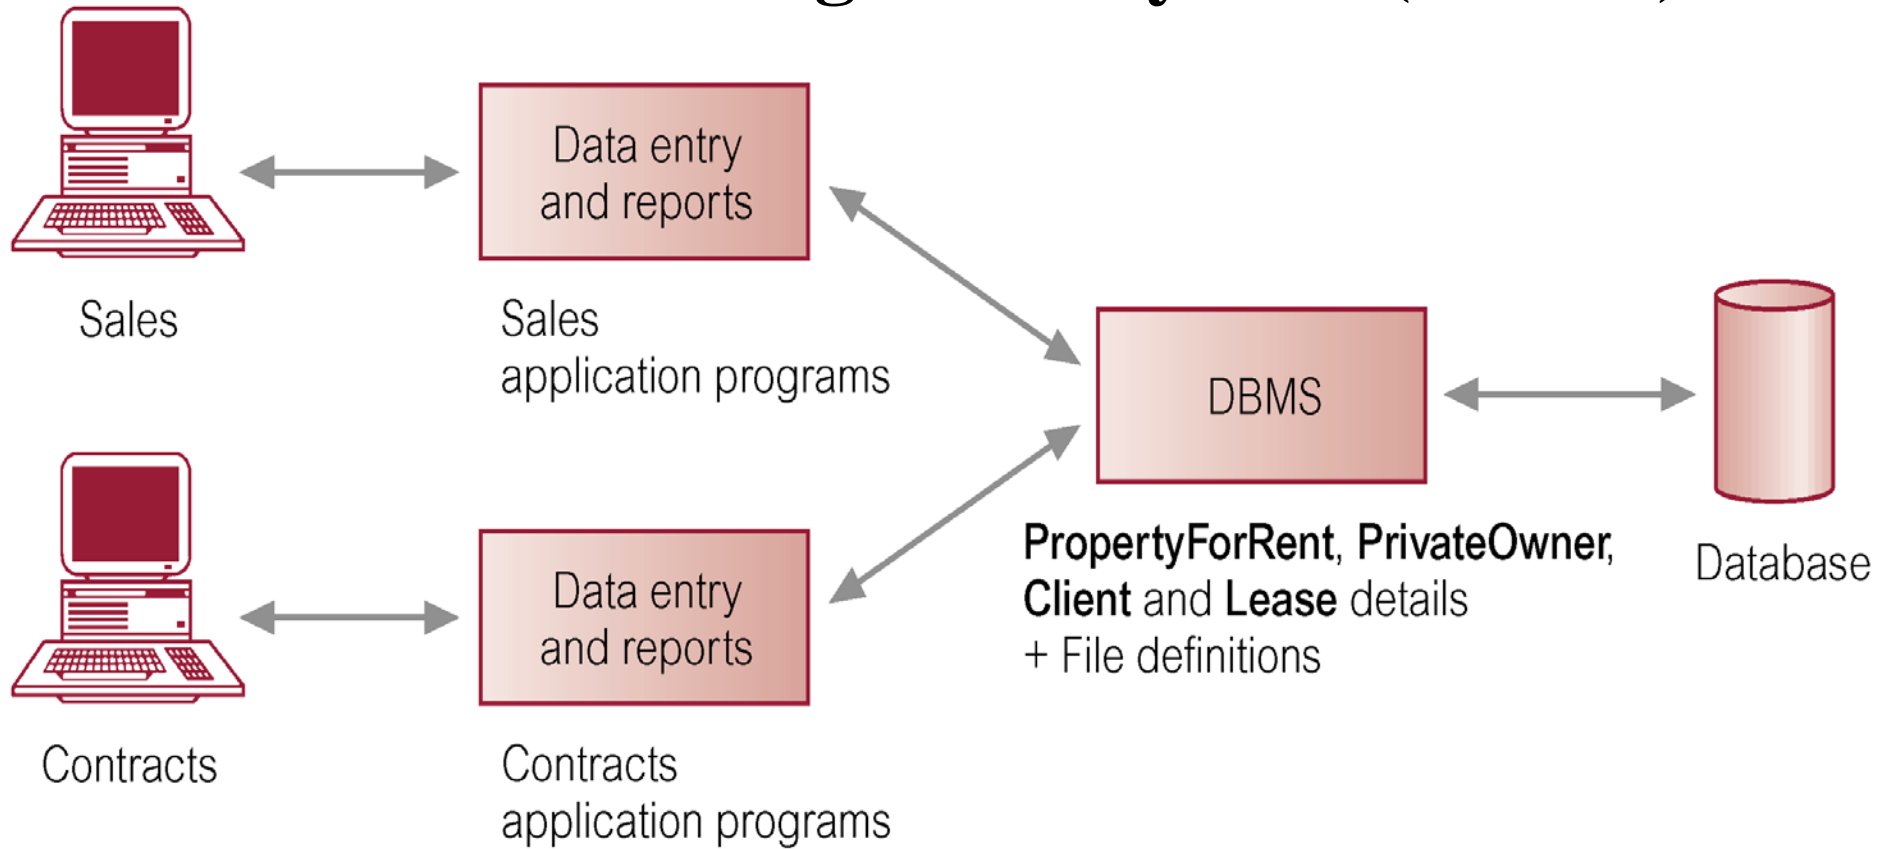 Data entry
and reports
Sales
Sales
application programs
DBMS
PropertyForRent, PrivateOwner,
Client and Lease details
+ File definitions
Database
Data entry
and reports
Contracts
Contracts
application programs